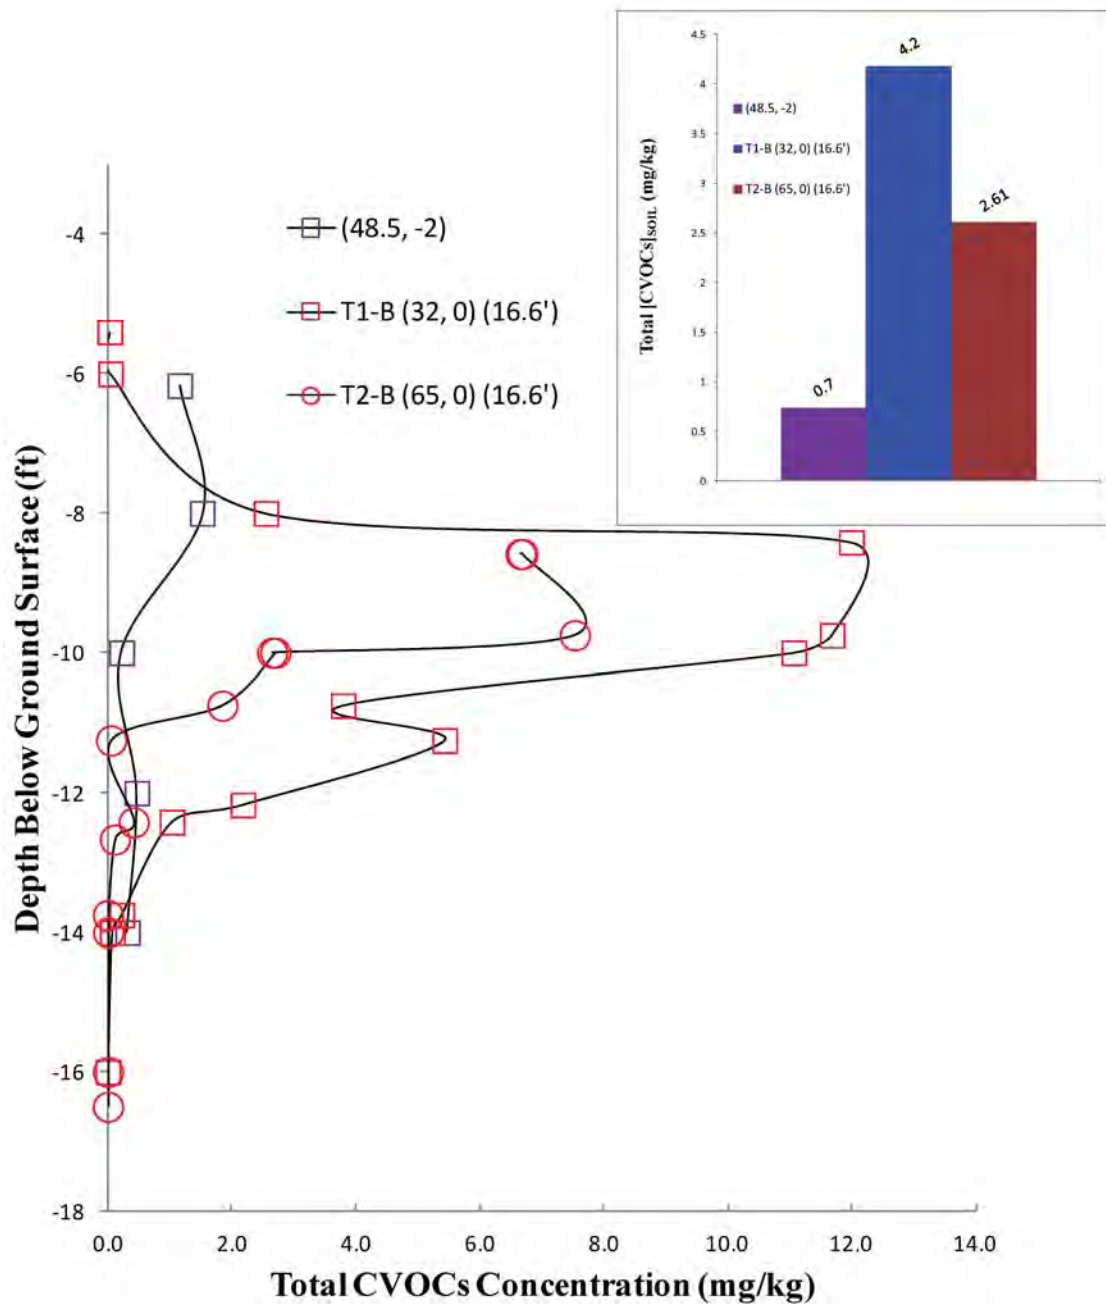 4.5
4
3.5
3
2.5
2
1.5
1
0.5
0
Total [CVOCs]SOIL (mg/kg)
(48.5, -2)
T1-B (32, 0) (16.6')
T2-B (65, 0) (16.6')
0.7
4.2
2.61
(48.5, -2)
T1-B (32, 0) (16.6')
T2-B (65, 0) (16.6')
Depth Below Ground Surface (ft)
-4
-6
-8
-10
-12
-14
-16
-18
0.0 2.0 4.0 6.0 8.0 10.0 12.0 14.0
Total CVOCs Concentration (mg/kg)